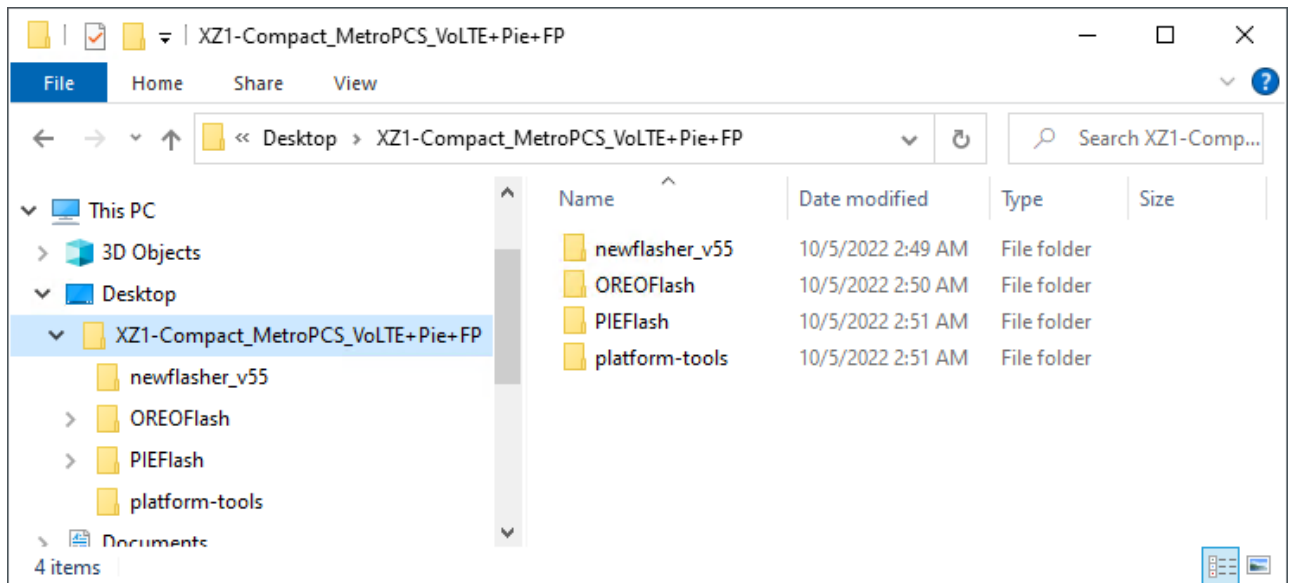 XZ1-Compact_MetroPCS_VoLTE+Pie+FP
File Home Share View
« Desktop > XZ1-Compact_MetroPCS_VoLTE+Pie+FP Search XZ1-Comp...
This PC
3D Objects
Desktop
XZ1-Compact_MetroPCS_VoLTE+Pie+FP
newflasher_v55
OREOFlash
PIEFlash
platform-tools
Documents
Name Date modified Type Size
newflasher_v55 10/5/2022 2:49 AM File folder
OREOFlash 10/5/2022 2:50 AM File folder
PIEFlash 10/5/2022 2:51 AM File folder
platform-tools 10/5/2022 2:51 AM File folder
4 items